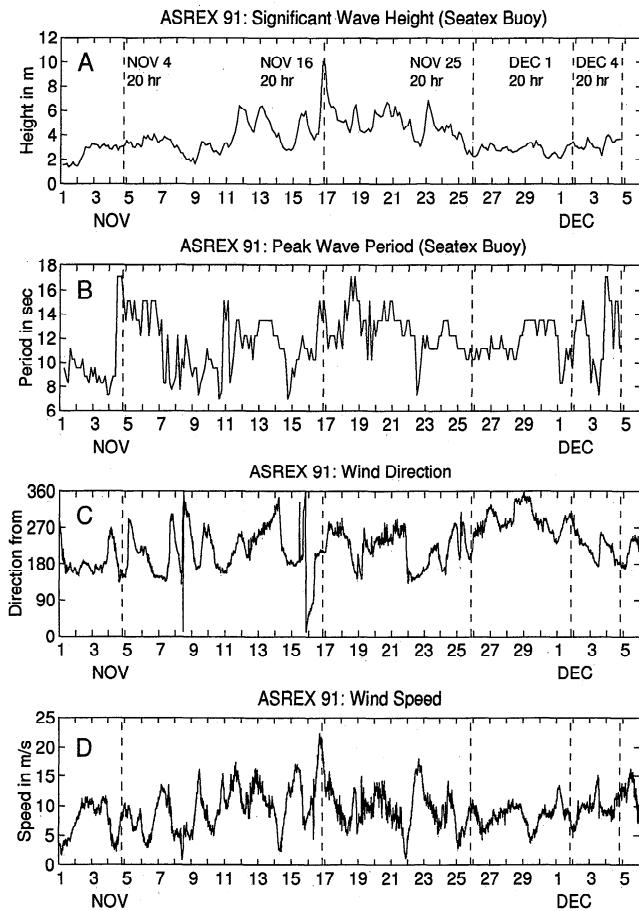 ASREX 91: Significant Wave Height (Seatex Buoy)
12
10
8
6
4
2
0
Height in m
A
NOV 4
20 hr
NOV 16
20 hr
NOV 25
20 hr
DEC 1
20 hr
DEC 4
20 hr
1 3 5 7 9 11 13 15 17 19 21 23 25 27 29 1 3 5
NOV DEC
ASREX 91: Peak Wave Period (Seatex Buoy)
18
16
14
12
10
8
6
Period in sec
B
1 3 5 7 9 11 13 15 17 19 21 23 25 27 29 1 3 5
NOV DEC
ASREX 91: Wind Direction
360
270
180
90
0
Direction from
C
1 3 5 7 9 11 13 15 17 19 21 23 25 27 29 1 3 5
NOV DEC
ASREX 91: Wind Speed
25
20
15
10
5
0
Speed in m/s
D
1 3 5 7 9 11 13 15 17 19 21 23 25 27 29 1 3 5
NOV DEC